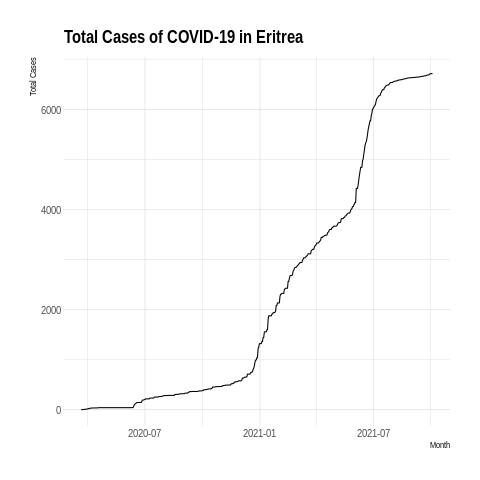 Total Cases of COVID-19 in Eritrea
Total Cases
6000
4000
2000
0
2020-07 2021-01 2021-07
Month